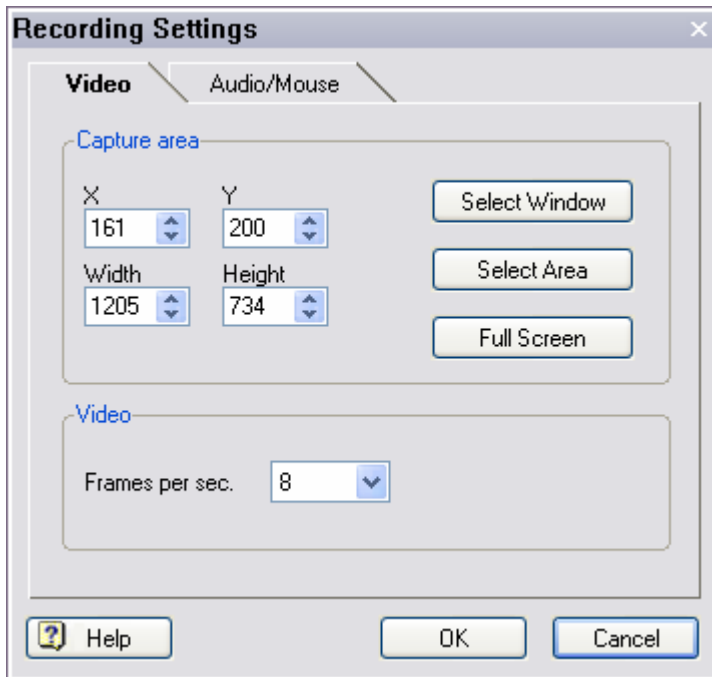 Recording Settings
Video Audio/Mouse
Capture area
X Y
161 200
Select Window
Width Height
1205 734
Select Area
Full Screen
Video
Frames per sec. 8
Help OK Cancel